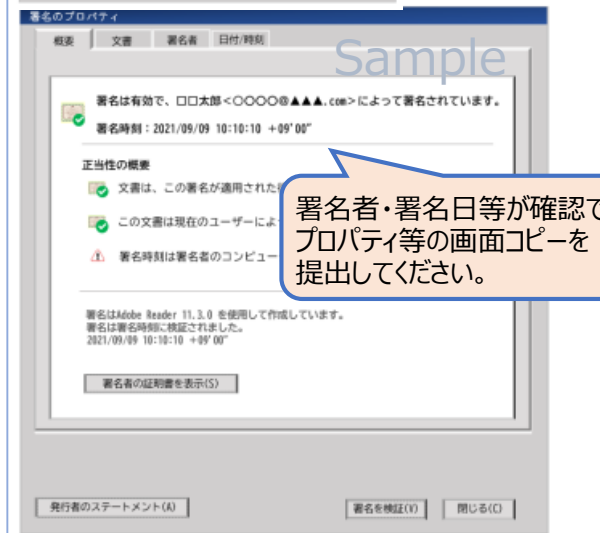 署名のプロパティ
概要 文書 署名者 日付/時刻
Sample
署名は有効で、口口太郎<〇〇〇〇@▲▲▲.com>によって署名されています。
署名時刻：2021/09/09 10:10:10 +09'00"
正当性の概要
文書は、この署名が適用された
この文書は現在のユーザーによ
署名時刻は署名者のコンピュー
署名者・署名日等が確認で
プロパティ等の画面コピーを
提出してください。
署名はAdobe Reader 11.3.0 を使用して作成しています。
署名は署名時刻に検証されました。
2021/09/09 10:10:10 +09'00"
署名者の証明書を表示(S)
発行者のステートメント(A) 署名を検証(V) 閉じる(C)